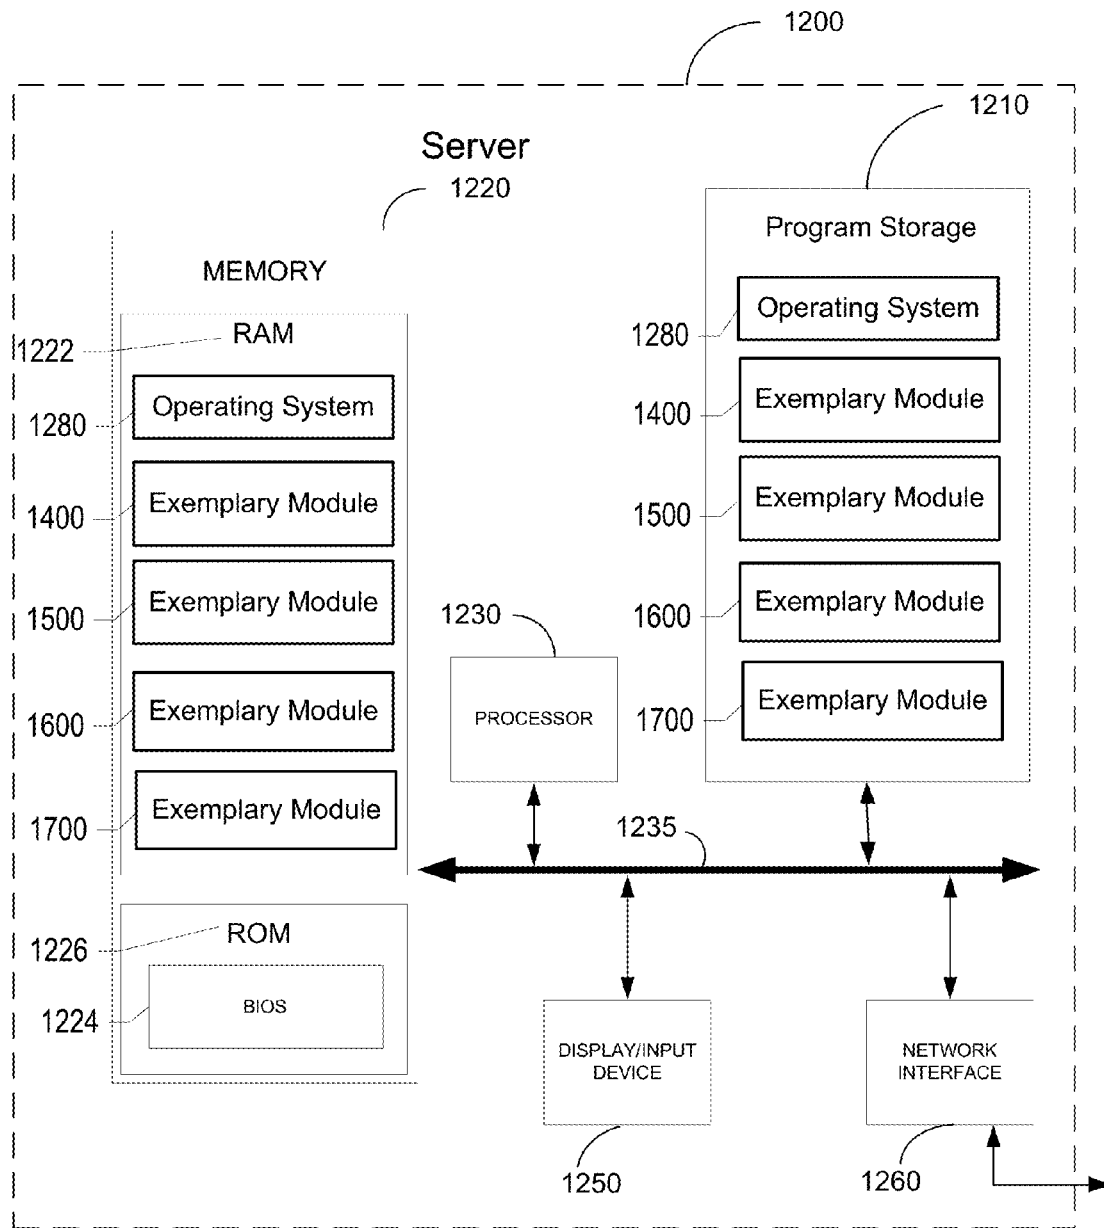 1200
1210
Server
1220
Program Storage
MEMORY
Operating System
1280
RAM
1222
Exemplary Module
1400
Operating System
1280
Exemplary Module
1500
Exemplary Module
1400
Exemplary Module
1600
Exemplary Module
1500
1230
Exemplary Module
1700
Exemplary Module
1600
PROCESSOR
Exemplary Module
1700
1235
ROM
1226
BIOS
1224
DISPLAY/INPUT
DEVICE
NETWORK
INTERFACE
1250
1260